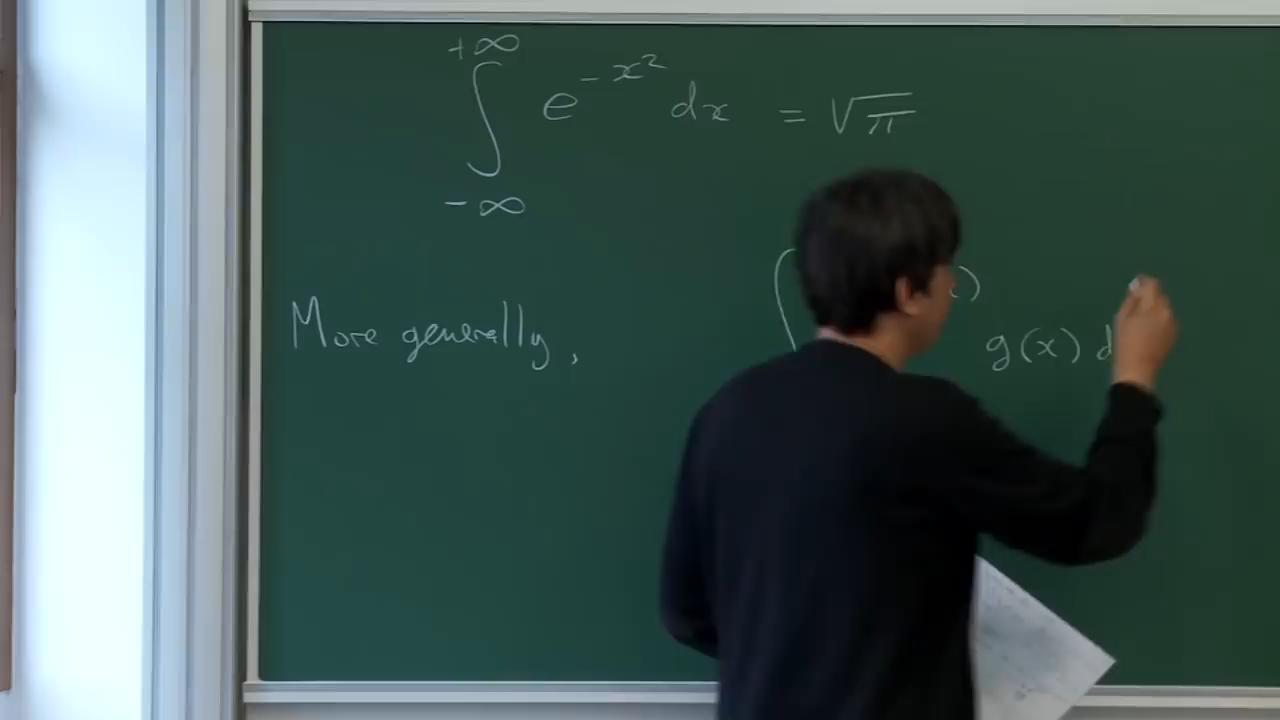 ∫_{-∞}^{+∞} e^{-x²} dx = √π
More generally, ∫ x) g(x) d